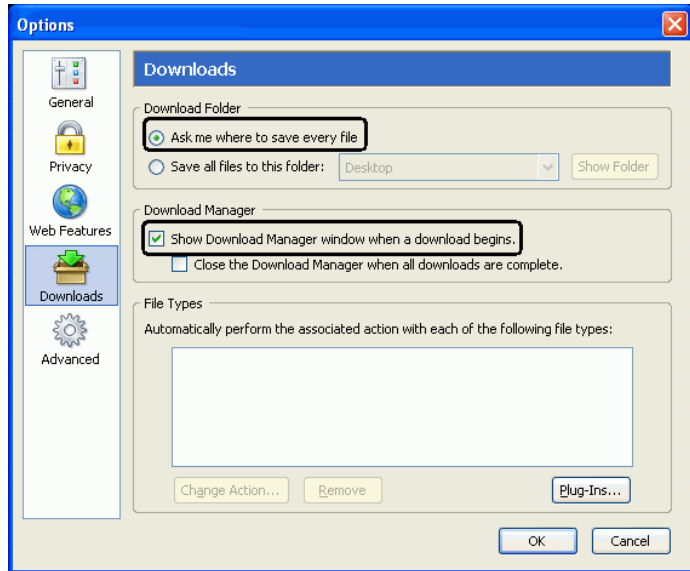 Options
General
Privacy
Web Features
Downloads
Advanced
Downloads
Download Folder
Ask me where to save every file
Save all files to this folder: Desktop Show Folder
Download Manager
Show Download Manager window when a download begins.
Close the Download Manager when all downloads are complete.
File Types
Automatically perform the associated action with each of the following file types:
Change Action... Remove Plug-Ins...
OK Cancel